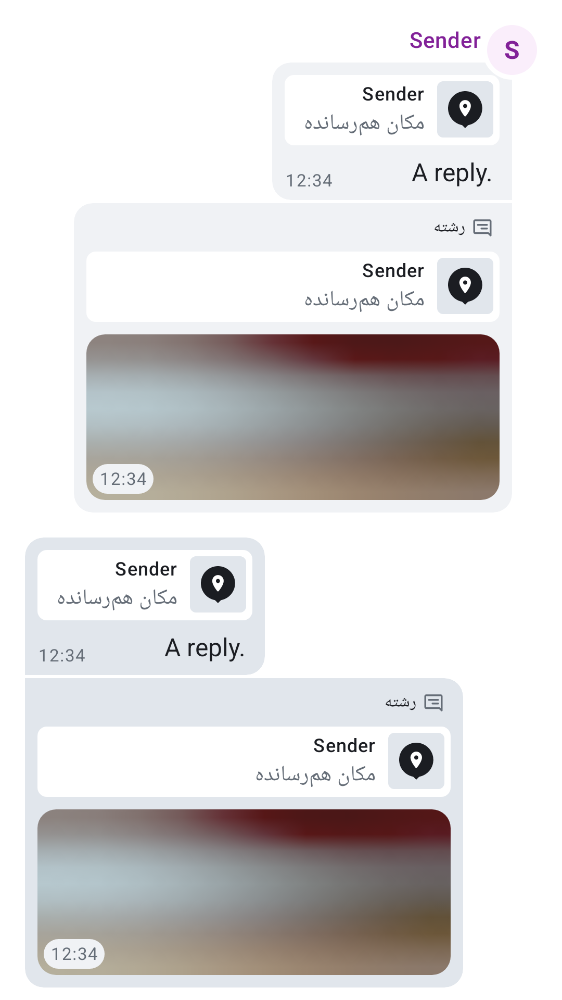 Sender
S
Sender
مکان هم‌رسانده
A reply.
12:34
رشته
Sender
مکان هم‌رسانده
12:34
Sender
مکان هم‌رسانده
A reply.
12:34
رشته
Sender
مکان هم‌رسانده
12:34